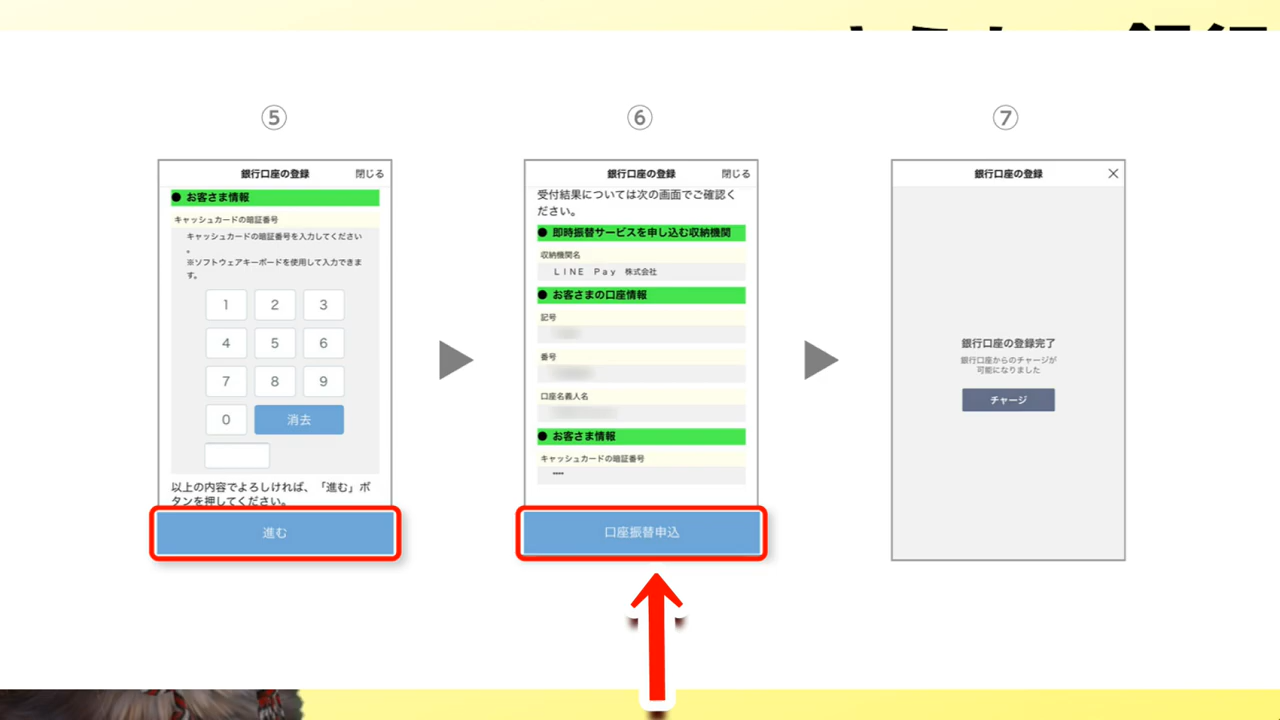 ⑤
銀行口座の登録 閉じる
● お客さま情報
キャッシュカードの暗証番号
キャッシュカードの暗証番号を入力してください
。
※ソフトウェアキーボードを使用して入力できま
す。
1 2 3
4 5 6
7 8 9
0 消去
以上の内容でよろしければ、「進む」ボ
タンを押してください。
進む
⑥
銀行口座の登録 閉じる
受付結果については次の画面でご確認く
ださい。
● 即時振替サービスを申し込む収納機関
収納機関名
ＬＩＮＥ　Ｐａｙ　株式会社
● お客さまの口座情報
記号
番号
口座名義人名
● お客さま情報
キャッシュカードの暗証番号
••••
口座振替申込
⑦
銀行口座の登録 ×
銀行口座の登録完了
銀行口座からのチャージが
可能になりました
チャージ